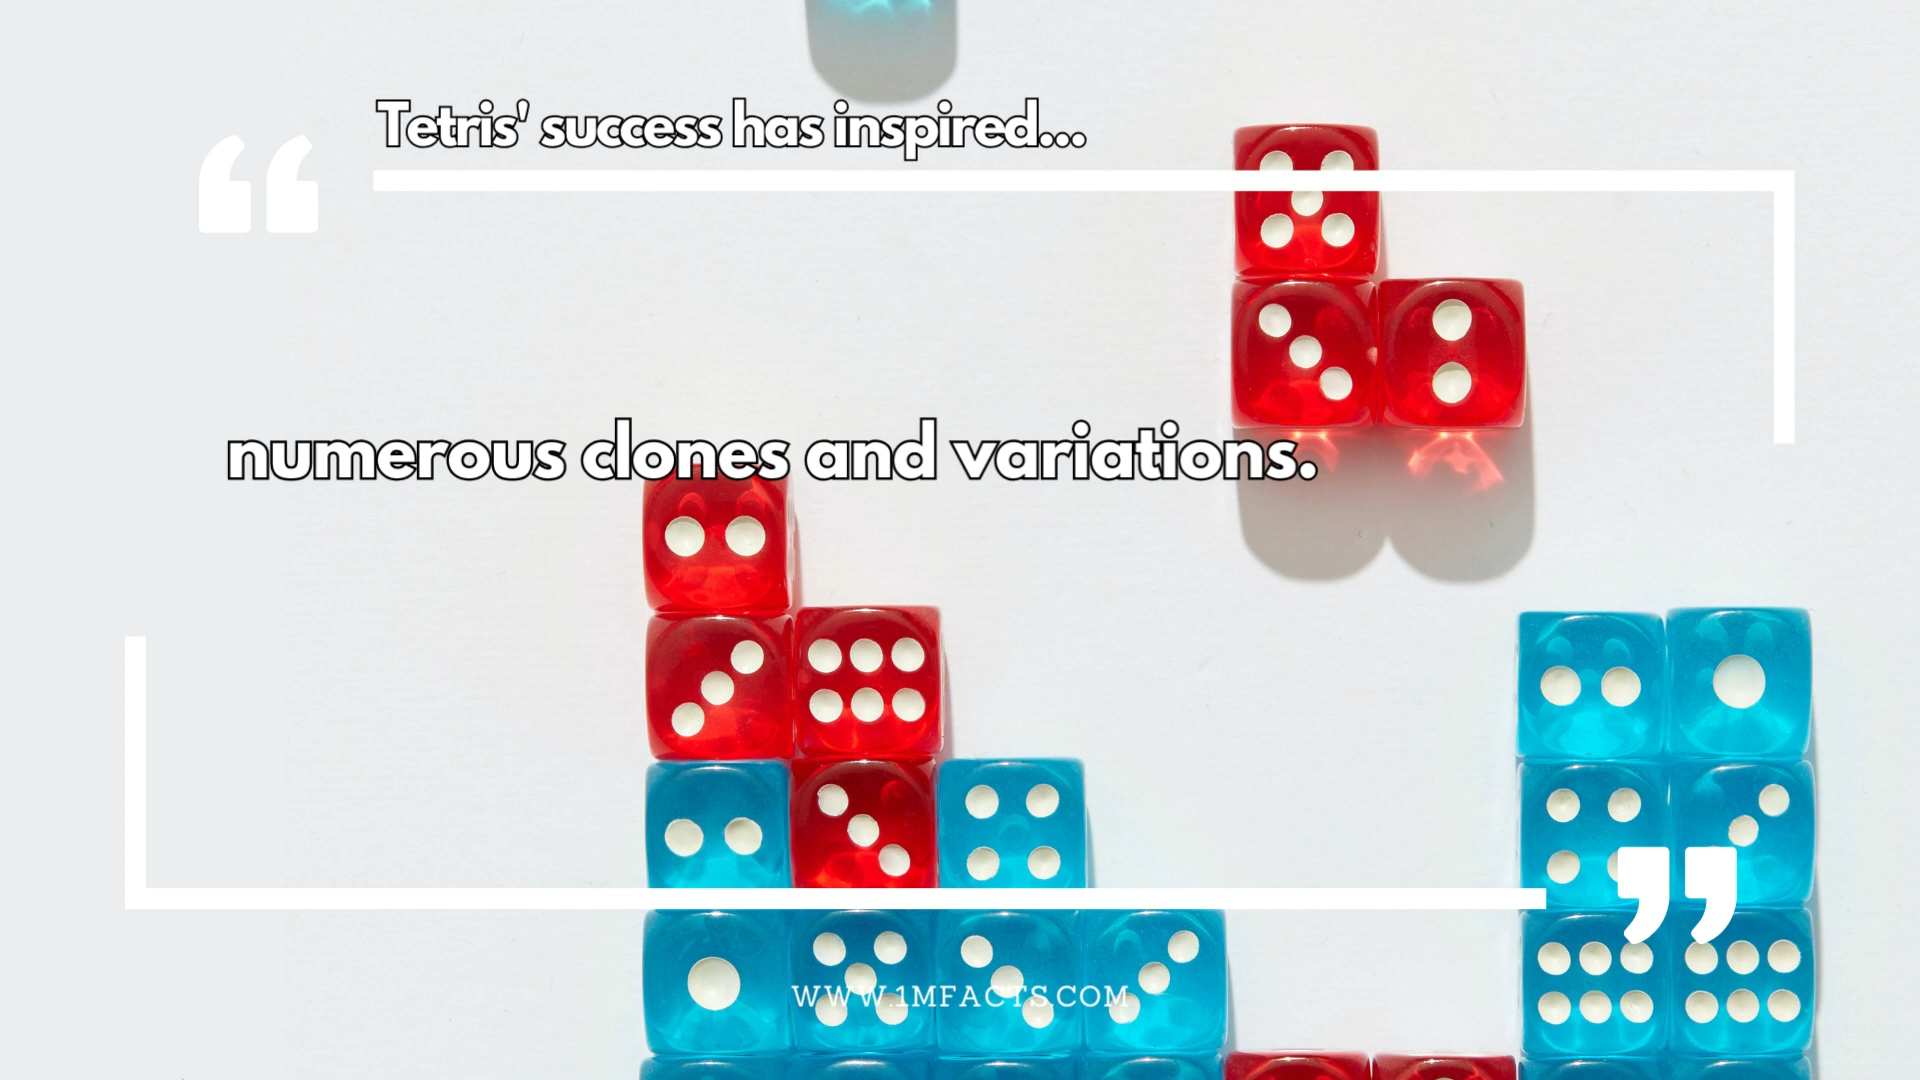 Tetris' success has inspired...
numerous clones and variations.
WWW.1MFACTS.COM